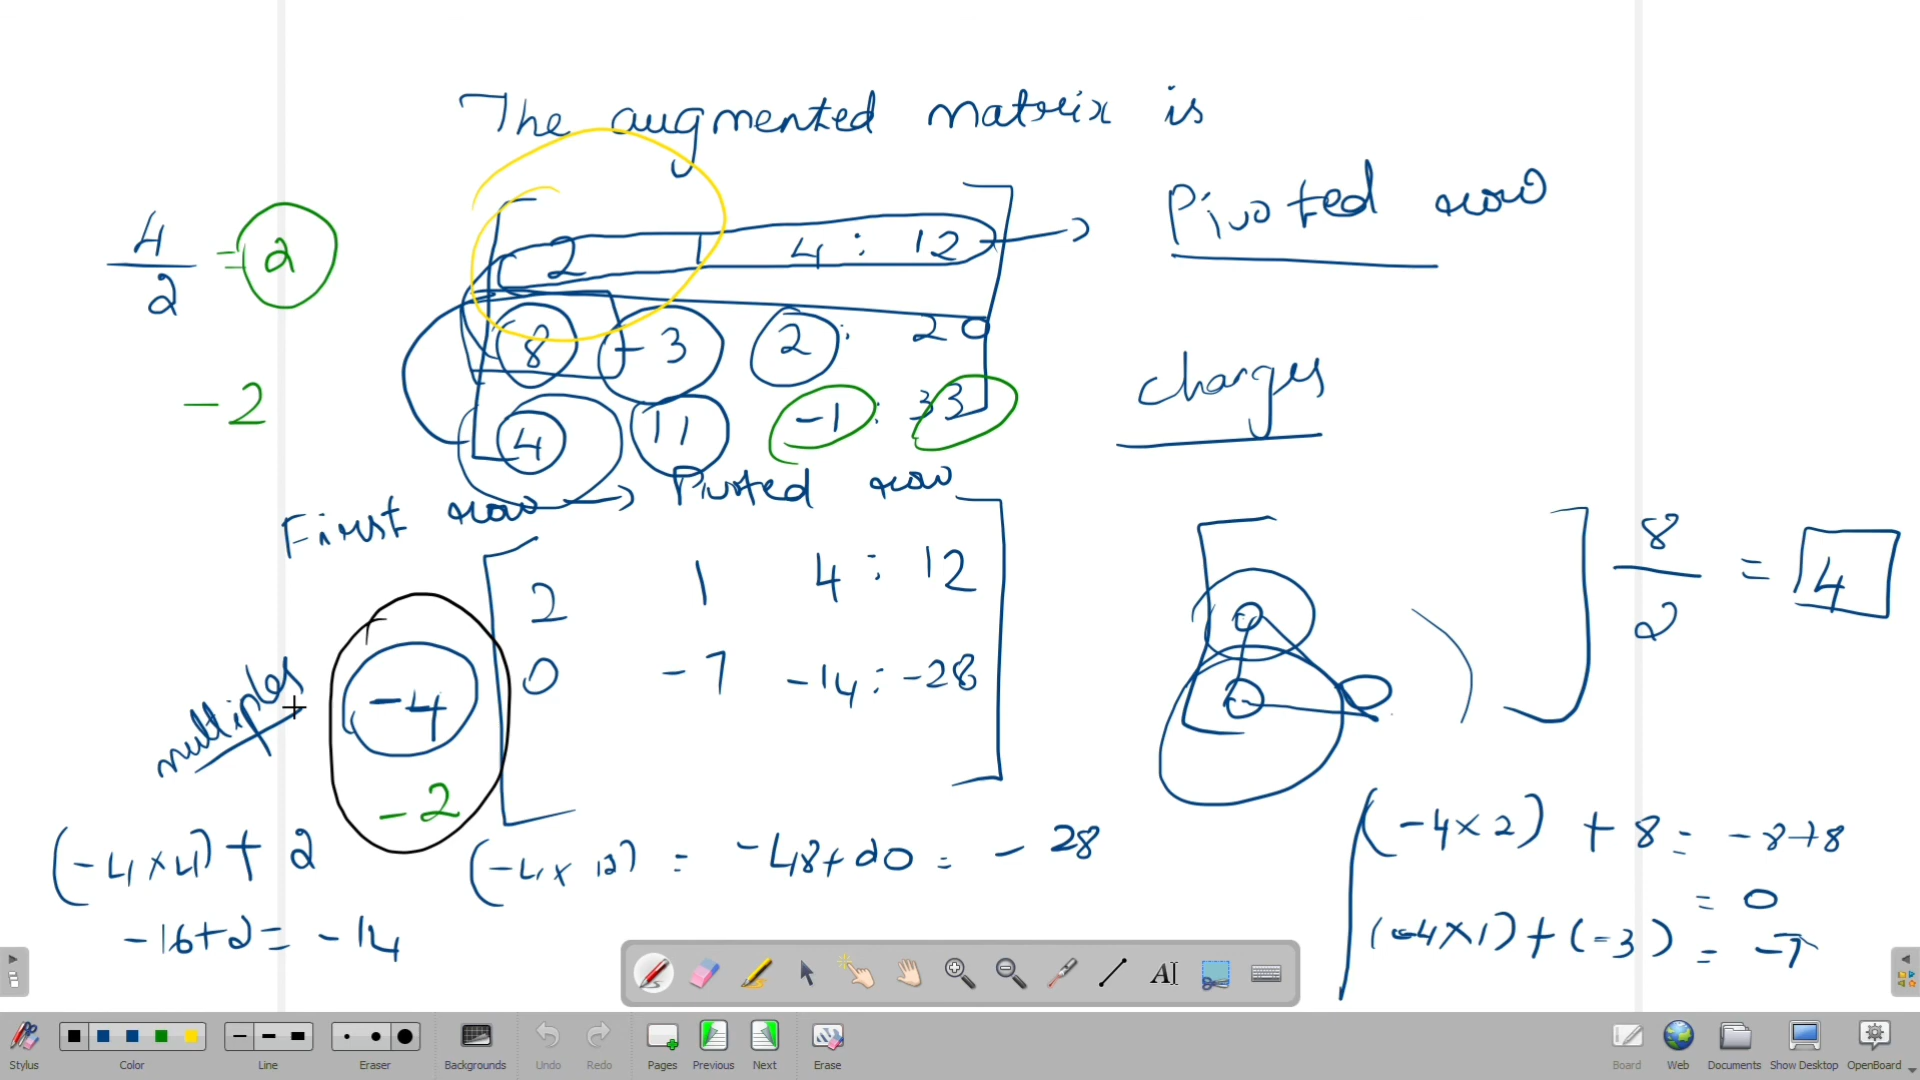 The augmented matrix is
4/2 = 2
2 1 4 : 12 → Pivoted row
8 -3 2 : 20
-2
4 11 -1 : 33
charges
First row → Pivoted row
2 1 4 : 12
8/2 = 4
0 -7 -14 : -28
multiples
-4
-2
(-4×4) + 2
-16+2 = -14
(-4×12) = -48+20 = -28
(-4×2) + 8 = -8+8
= 0
(-4×1)+(-3) = -7
Stylus
Color
Line
Eraser
Backgrounds
Undo
Redo
Pages
Previous
Next
Erase
Board
Web
Documents
Show Desktop
OpenBoard